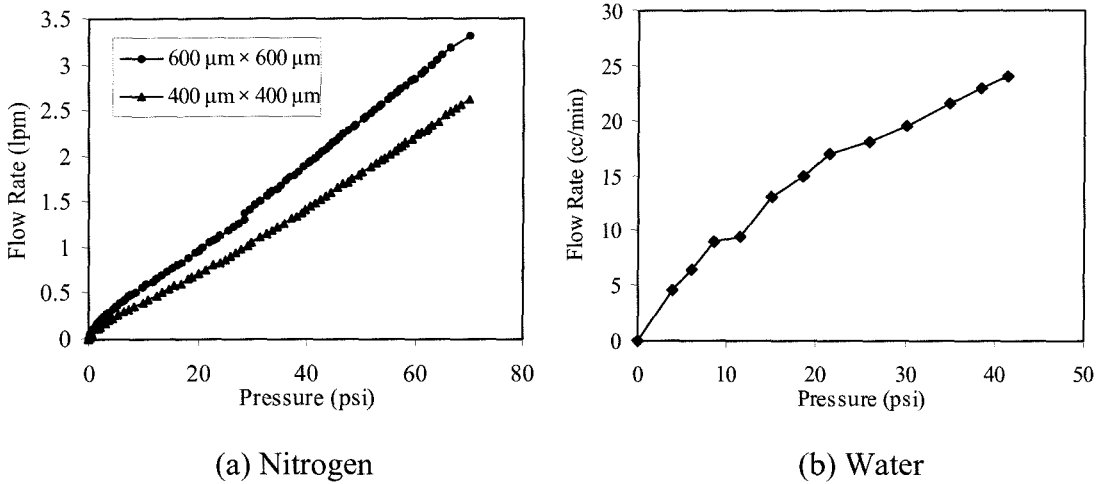 3.5
3
2.5
2
1.5
1
0.5
0
Flow Rate (lpm)
600 µm × 600 µm
400 µm × 400 µm
0 20 40 60 80
Pressure (psi)
(a) Nitrogen
30
25
20
15
10
5
0
Flow Rate (cc/min)
0 10 20 30 40 50
Pressure (psi)
(b) Water